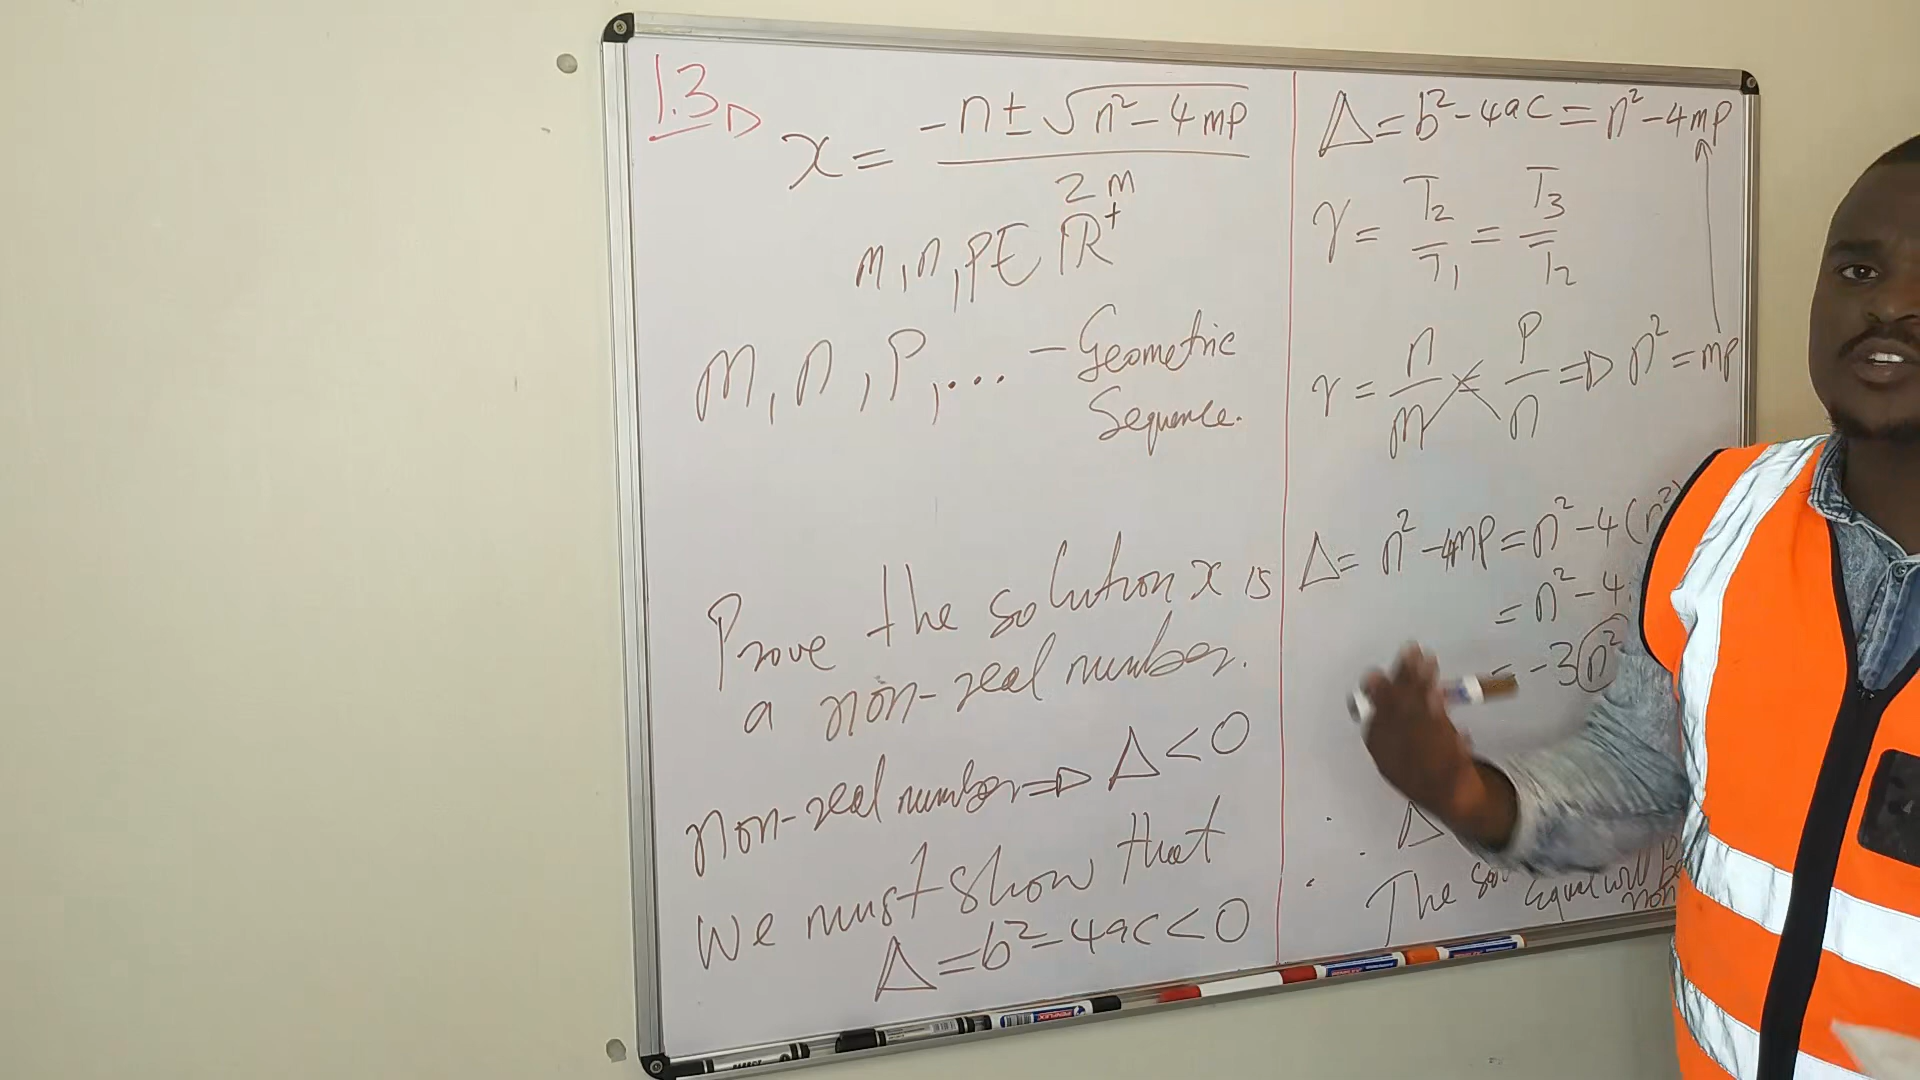 1.3
x = -n ± √n² - 4mp / 2m
m, n, p ∈ ℝ⁺
m, n, p, ... - Geometric
Sequence.
Prove the solution x is
a non-real number.
non-real number ⇒ Δ < 0
We must show that
Δ = b² - 4ac < 0
Δ = b² - 4ac = n² - 4mp
r = T₂/T₁ = T₃/T₂
r = n/m = p/n ⇒ n² = mp
Δ = n² - 4mp = n² - 4(n²)
= n² - 4
= -3n²
∴ Δ
The
Equal will be
non